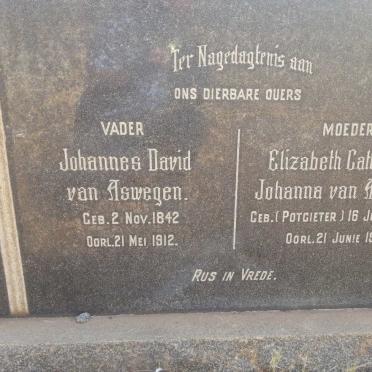 Ter Nagedagtenis aan
ONS DIERBARE OUERS
VADER
Johannes David
van Aswegen.
GEB. 2 NOV. 1842
OORL. 21 MEI 1912.
MOEDER
Elizabeth
Johanna van
GEB. (POTGIETER) 16
OORL. 21 JUNIE
RUS IN VREDE.